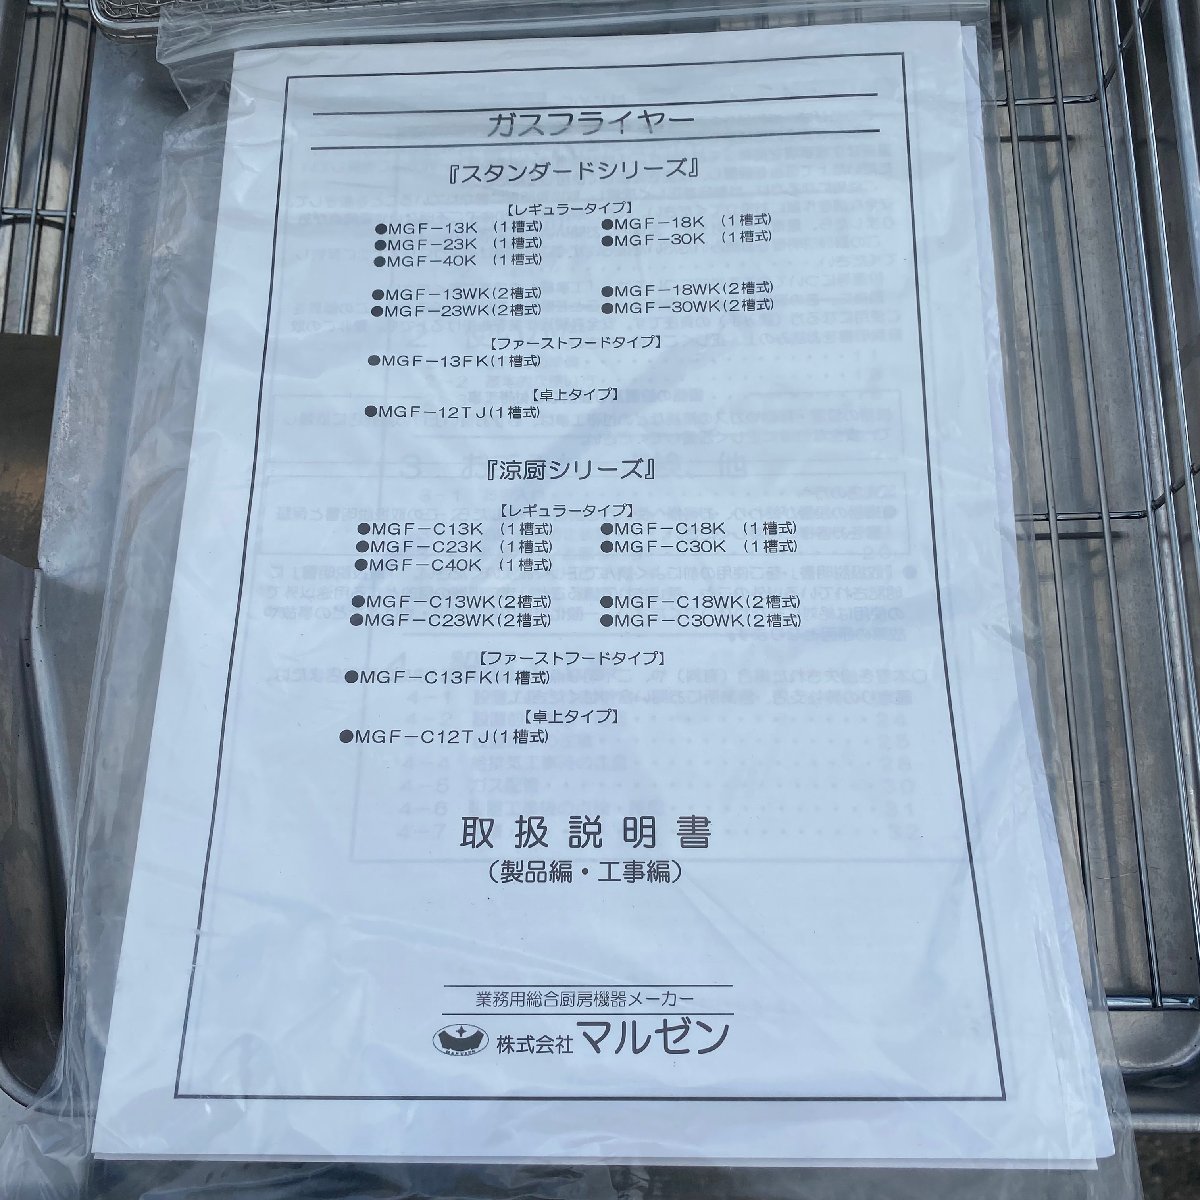 ガスフライヤー
『スタンダードシリーズ』
【レギュラータイプ】
●MGF-13K (1槽式) ●MGF-18K (1槽式)
●MGF-23K (1槽式) ●MGF-30K (1槽式)
●MGF-40K (1槽式)
●MGF-13WK(2槽式) ●MGF-18WK(2槽式)
●MGF-23WK(2槽式) ●MGF-30WK(2槽式)
【ファーストフードタイプ】
●MGF-13FK(1槽式)
【卓上タイプ】
●MGF-12TJ(1槽式)
『涼厨シリーズ』
【レギュラータイプ】
●MGF-C13K (1槽式) ●MGF-C18K (1槽式)
●MGF-C23K (1槽式) ●MGF-C30K (1槽式)
●MGF-C40K (1槽式)
●MGF-C13WK(2槽式) ●MGF-C18WK(2槽式)
●MGF-C23WK(2槽式) ●MGF-C30WK(2槽式)
【ファーストフードタイプ】
●MGF-C13FK(1槽式)
【卓上タイプ】
●MGF-C12TJ(1槽式)
取扱説明書
(製品編・工事編)
業務用総合厨房機器メーカー
株式会社 マルゼン